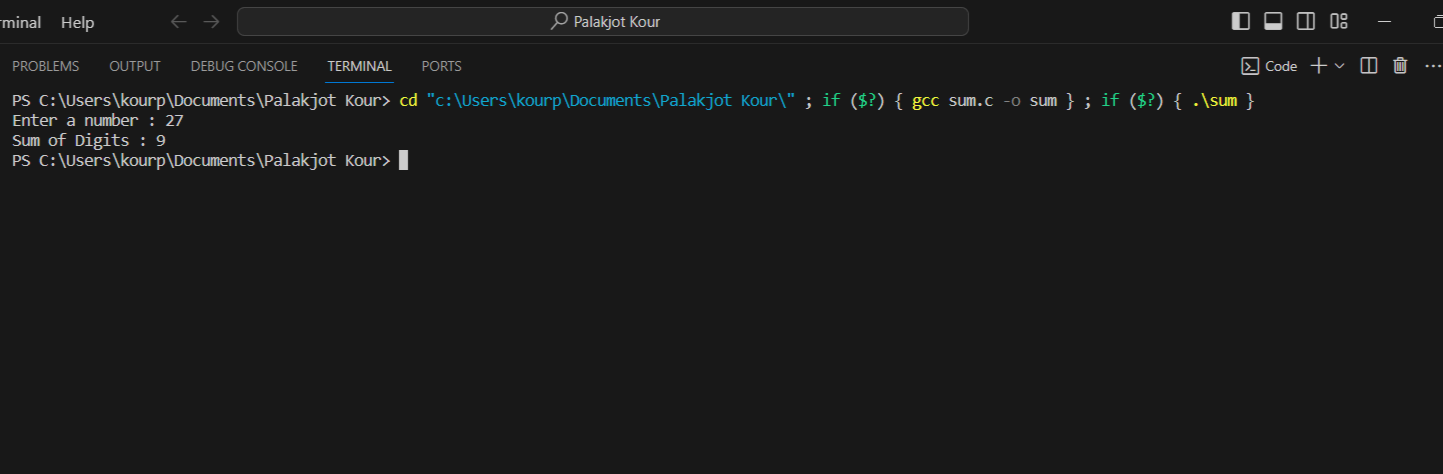 rminal Help Palakjot Kour
PROBLEMS OUTPUT DEBUG CONSOLE TERMINAL PORTS Code
PS C:\Users\kourp\Documents\Palakjot Kour> cd "c:\Users\kourp\Documents\Palakjot Kour\" ; if ($?) { gcc sum.c -o sum } ; if ($?) { .\sum }
Enter a number : 27
Sum of Digits : 9
PS C:\Users\kourp\Documents\Palakjot Kour>